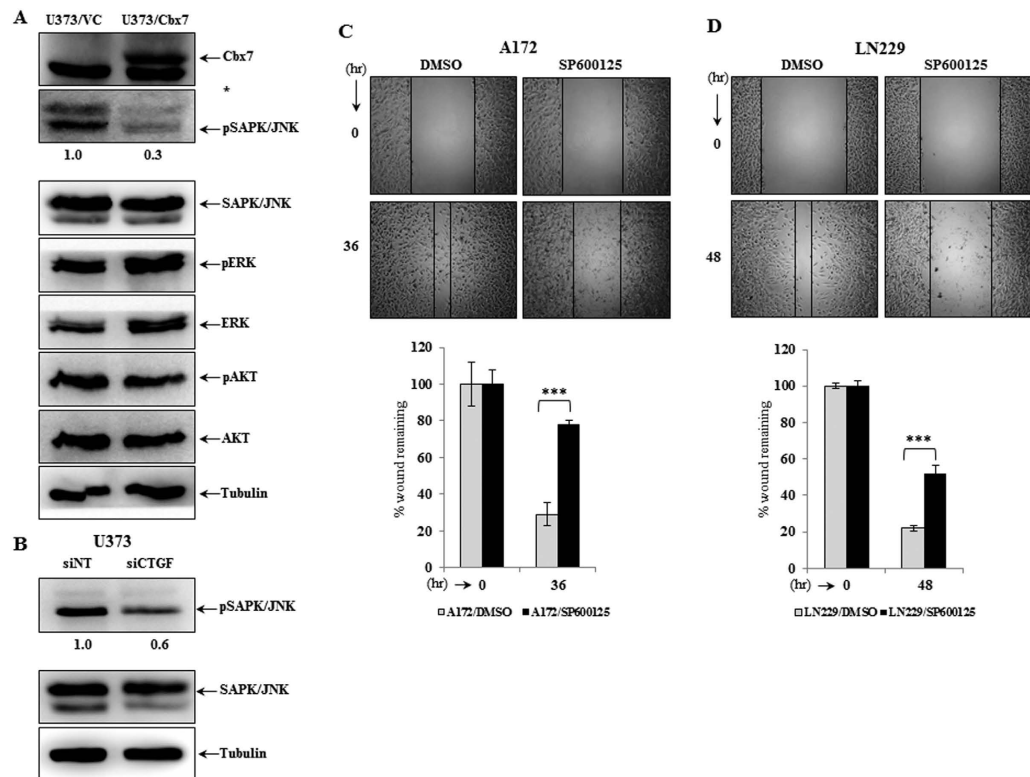 A
U373/VC U373/Cbx7
Cbx7
*
pSAPK/JNK
1.0 0.3
SAPK/JNK
pERK
ERK
pAKT
AKT
Tubulin
B
U373
siNT siCTGF
pSAPK/JNK
1.0 0.6
SAPK/JNK
Tubulin
C
A172
(hr) DMSO SP600125
0
36
% wound remaining
120
100
80
60
40
20
0
(hr) → 0 36
A172/DMSO A172/SP600125
D
LN229
(hr) DMSO SP600125
0
48
% wound remaining
120
100
80
60
40
20
0
(hr) → 0 48
LN229/DMSO LN229/SP600125
***
***